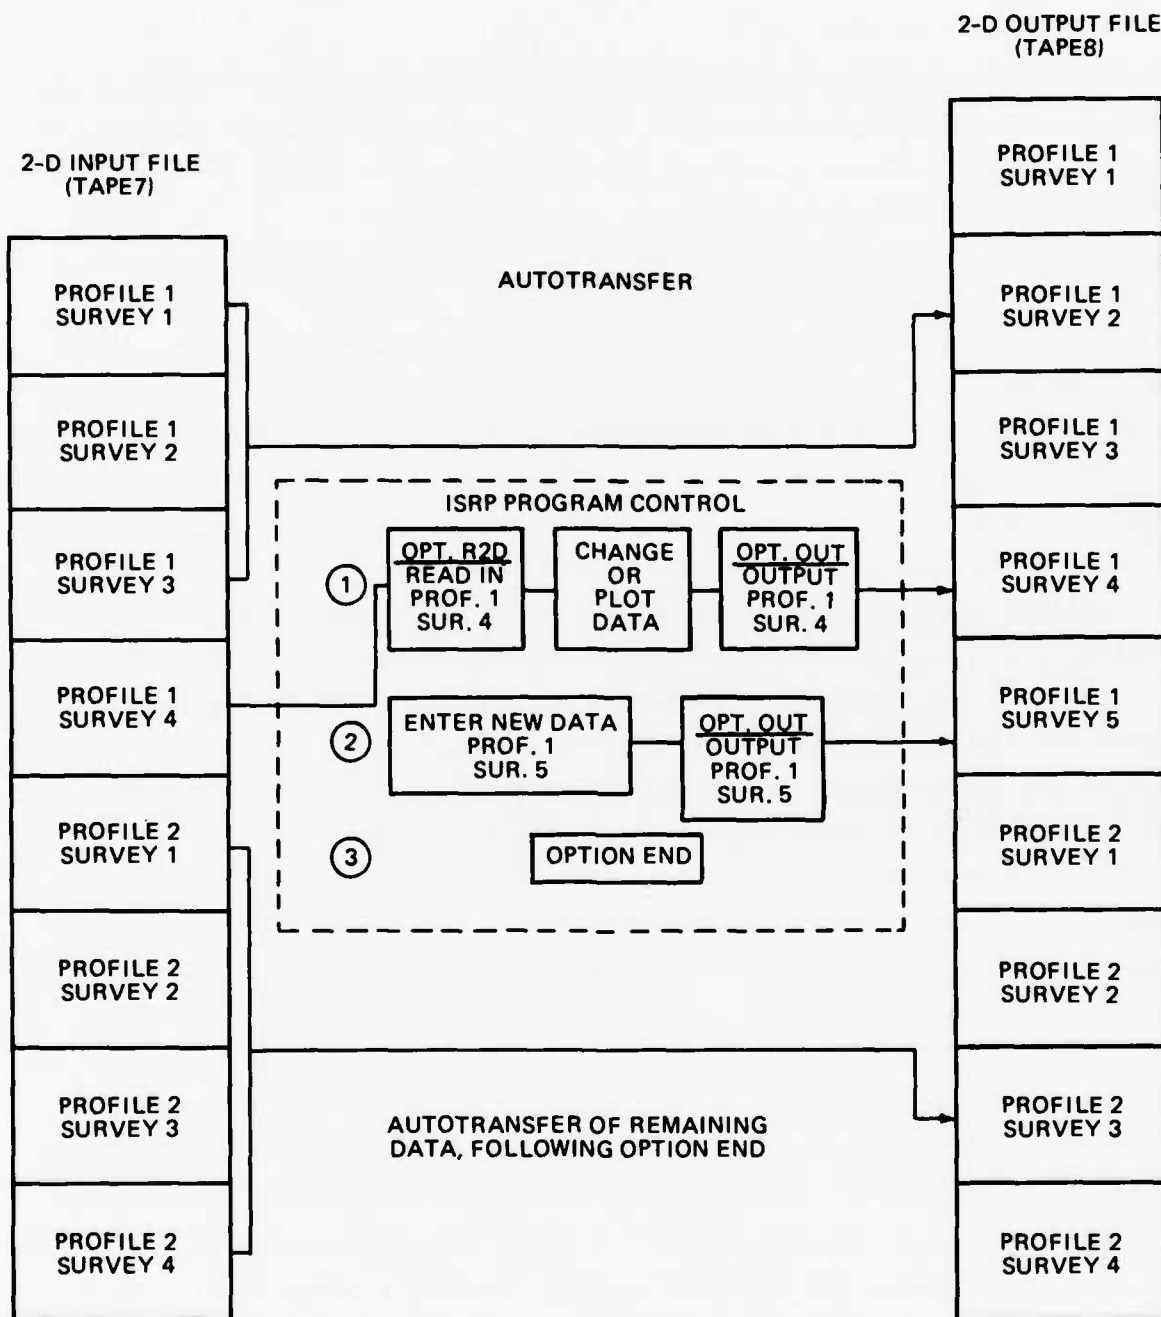 2-D OUTPUT FILE
(TAPE8)
2-D INPUT FILE
(TAPE7)
PROFILE 1
SURVEY 1
PROFILE 1
SURVEY 2
PROFILE 1
SURVEY 3
PROFILE 1
SURVEY 4
PROFILE 2
SURVEY 1
PROFILE 2
SURVEY 2
PROFILE 2
SURVEY 3
PROFILE 2
SURVEY 4
AUTOTRANSFER
ISRP PROGRAM CONTROL
1
OPT. R2D
READ IN
PROF. 1
SUR. 4
CHANGE
OR
PLOT
DATA
OPT. OUT
OUTPUT
PROF. 1
SUR. 4
2
ENTER NEW DATA
PROF. 1
SUR. 5
OPT. OUT
OUTPUT
PROF. 1
SUR. 5
3
OPTION END
AUTOTRANSFER OF REMAINING
DATA, FOLLOWING OPTION END
PROFILE 1
SURVEY 1
PROFILE 1
SURVEY 2
PROFILE 1
SURVEY 3
PROFILE 1
SURVEY 4
PROFILE 1
SURVEY 5
PROFILE 2
SURVEY 1
PROFILE 2
SURVEY 2
PROFILE 2
SURVEY 3
PROFILE 2
SURVEY 4